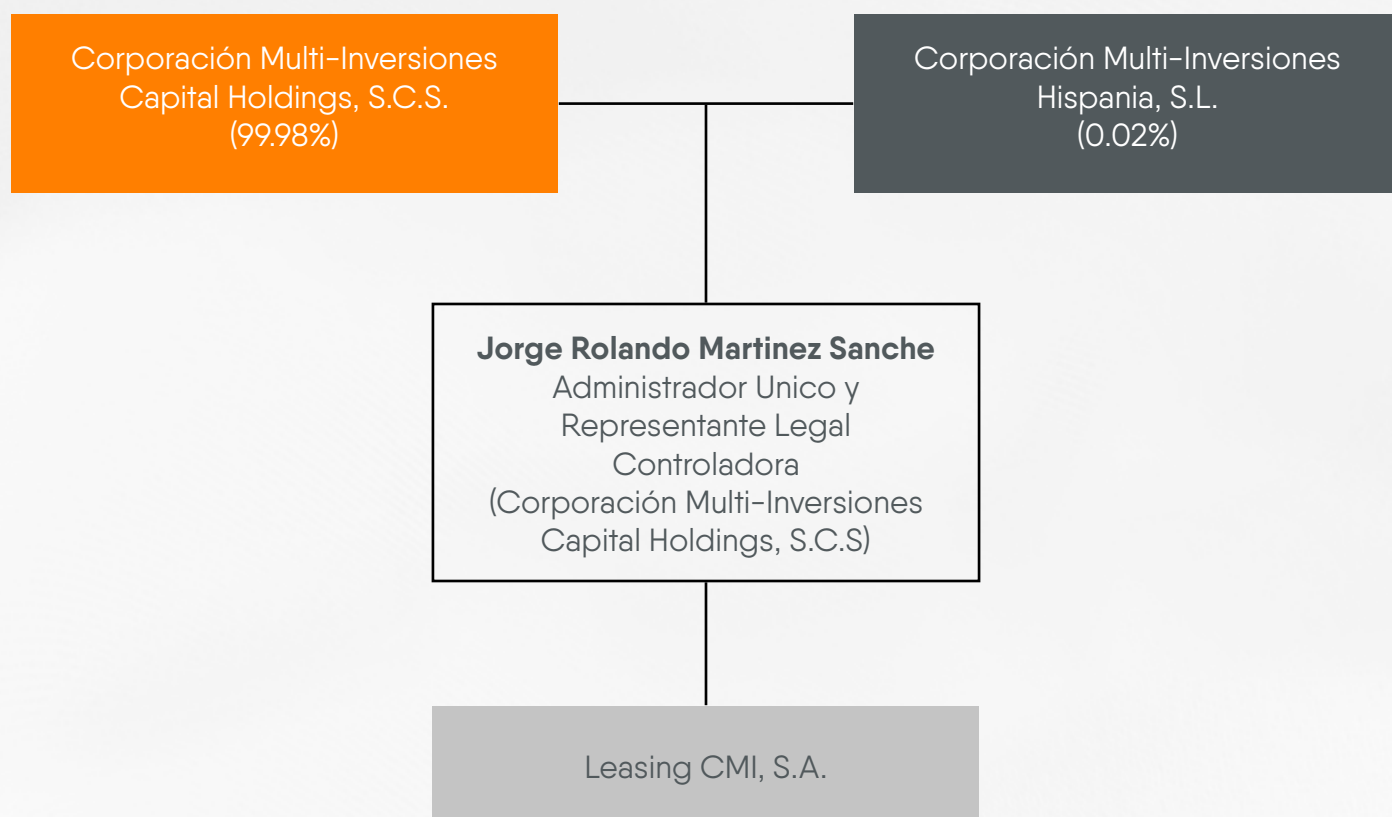 Corporación Multi-Inversiones
Capital Holdings, S.C.S.
(99.98%)
Corporación Multi-Inversiones
Hispania, S.L.
(0.02%)
Jorge Rolando Martinez Sanche
Administrador Unico y
Representante Legal
Controladora
(Corporación Multi-Inversiones
Capital Holdings, S.C.S)
Leasing CMI, S.A.